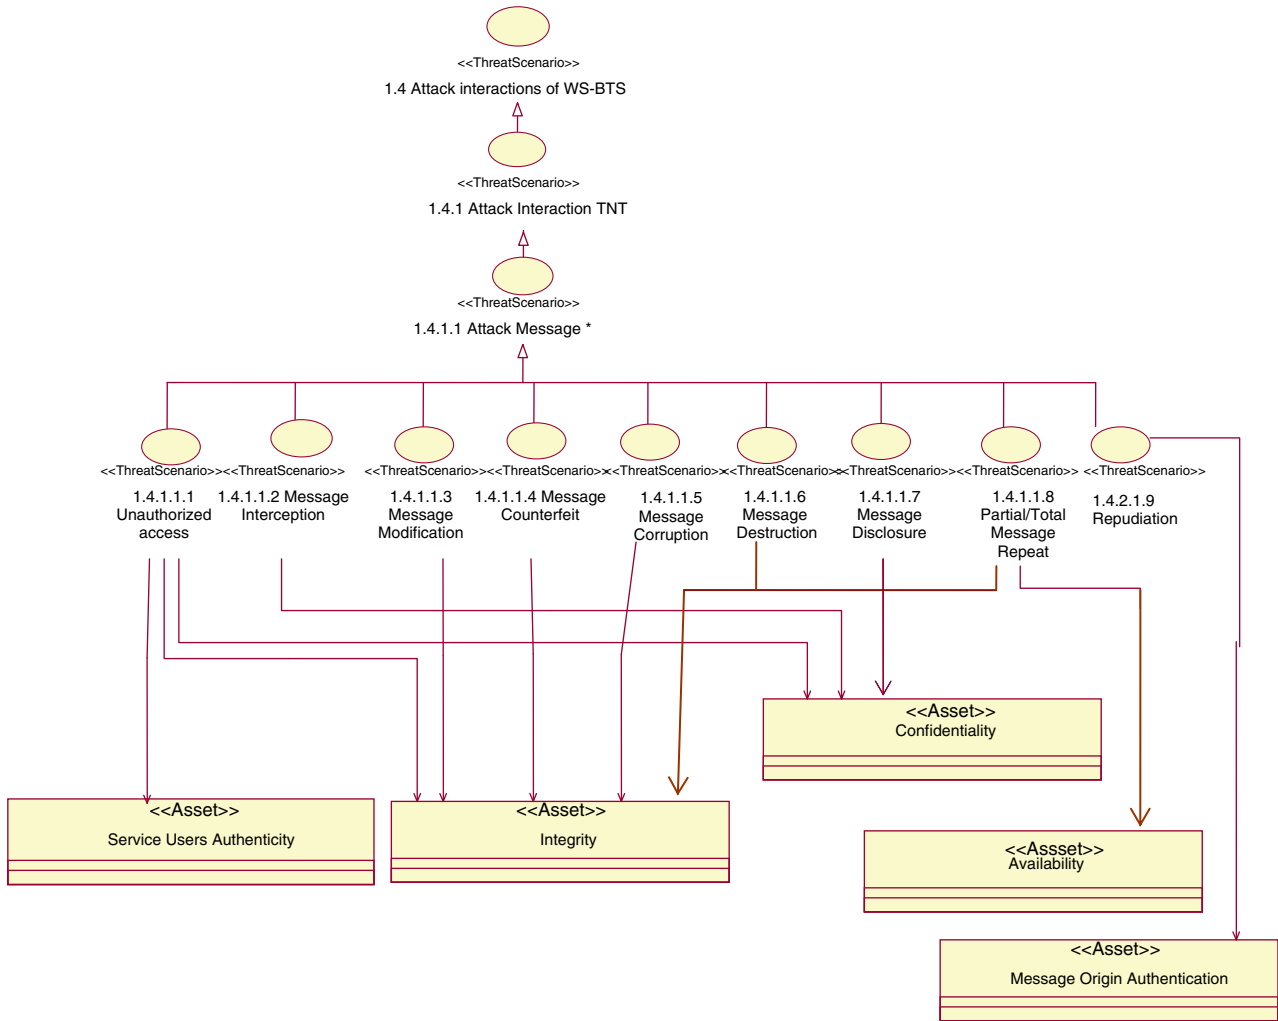 <<ThreatScenario>>
1.4 Attack interactions of WS-BTS
<<ThreatScenario>>
1.4.1 Attack Interaction TNT
<<ThreatScenario>>
1.4.1.1 Attack Message *
<<ThreatScenario>>
1.4.1.1.1
Unauthorized
access
<<ThreatScenario>>
1.4.1.1.2 Message
Interception
<<ThreatScenario>>
1.4.1.1.3
Message
Modification
<<ThreatScenario>>
1.4.1.1.4 Message
Counterfeit
<<ThreatScenario>>
1.4.1.1.5
Message
Corruption
<<ThreatScenario>>
1.4.1.1.6
Message
Destruction
<<ThreatScenario>>
1.4.1.1.7
Message
Disclosure
<<ThreatScenario>>
1.4.1.1.8
Partial/Total
Message
Repeat
<<ThreatScenario>>
1.4.2.1.9
Repudiation
<<Asset>>
Confidentiality
<<Asset>>
Service Users Authenticity
<<Asset>>
Integrity
<<Assset>>
Availability
<<Asset>>
Message Origin Authentication